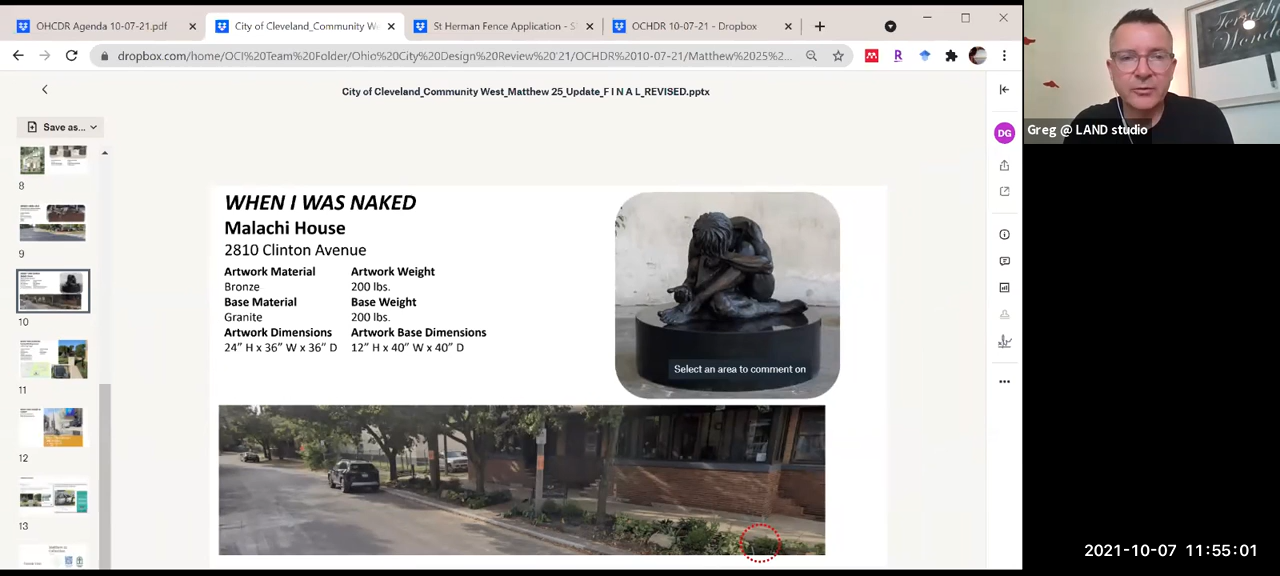 OHCDR Agenda 10-07-21.pdf
City of Cleveland_Community We
St Herman Fence Application - S
OCHDR 10-07-21 - Dropbox
dropbox.com/home/OCI%20Team%20Folder/Ohio%20City%20Design%20Review%20'21/OCHDR%2010-07-21/Matthew%2025%...
City of Cleveland_Community West_Matthew 25_Update_F I N A L_REVISED.pptx
Save as...
DG
Greg @ LAND studio
8
9
10
11
12
13
WHEN I WAS NAKED
Malachi House
2810 Clinton Avenue
Artwork Material Artwork Weight
Bronze 200 lbs.
Base Material Base Weight
Granite 200 lbs.
Artwork Dimensions Artwork Base Dimensions
24” H x 36” W x 36” D 12” H x 40” W x 40” D
Select an area to comment on
2021-10-07 11:55:01